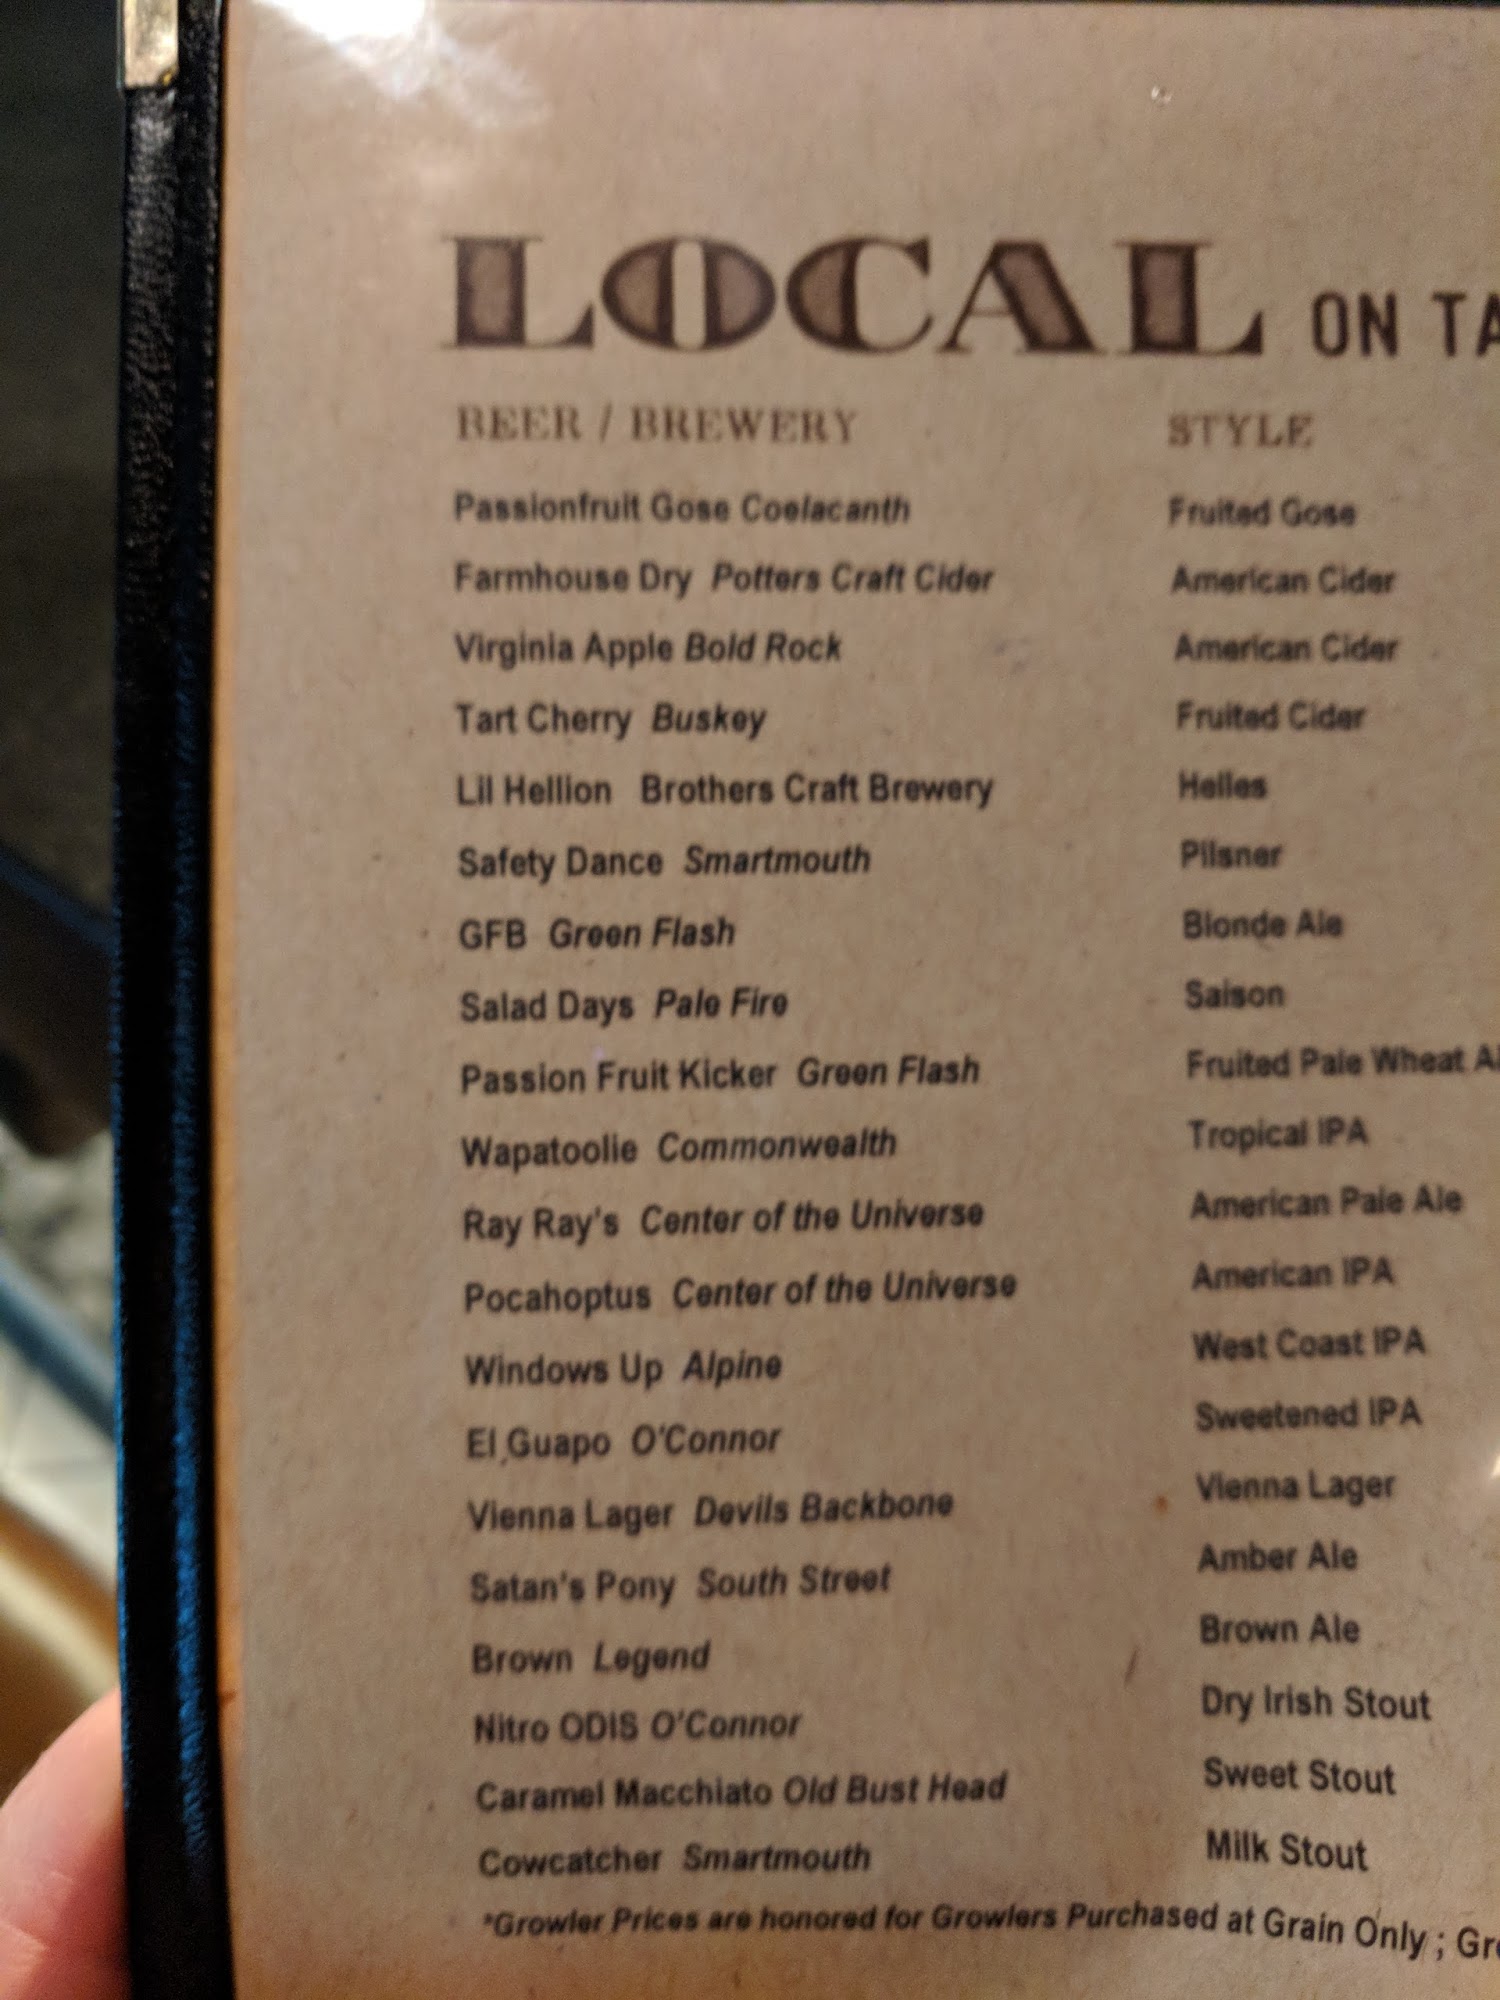 LOCAL ON TA
BEER / BREWERY STYLE
Passionfruit Gose Coelacanth Fruited Gose
Farmhouse Dry Potters Craft Cider American Cider
Virginia Apple Bold Rock American Cider
Tart Cherry Buskey Fruited Cider
Lil Hellion Brothers Craft Brewery Helles
Safety Dance Smartmouth Pilsner
GFB Green Flash Blonde Ale
Salad Days Pale Fire Saison
Passion Fruit Kicker Green Flash Fruited Pale Wheat Al
Wapatoolie Commonwealth Tropical IPA
Ray Ray's Center of the Universe American Pale Ale
Pocahoptus Center of the Universe American IPA
Windows Up Alpine West Coast IPA
El Guapo O'Connor Sweetened IPA
Vienna Lager Devils Backbone Vienna Lager
Satan's Pony South Street Amber Ale
Brown Legend Brown Ale
Nitro ODIS O'Connor Dry Irish Stout
Caramel Macchiato Old Bust Head Sweet Stout
Cowcatcher Smartmouth Milk Stout
*Growler Prices are honored for Growlers Purchased at Grain Only ; Gro